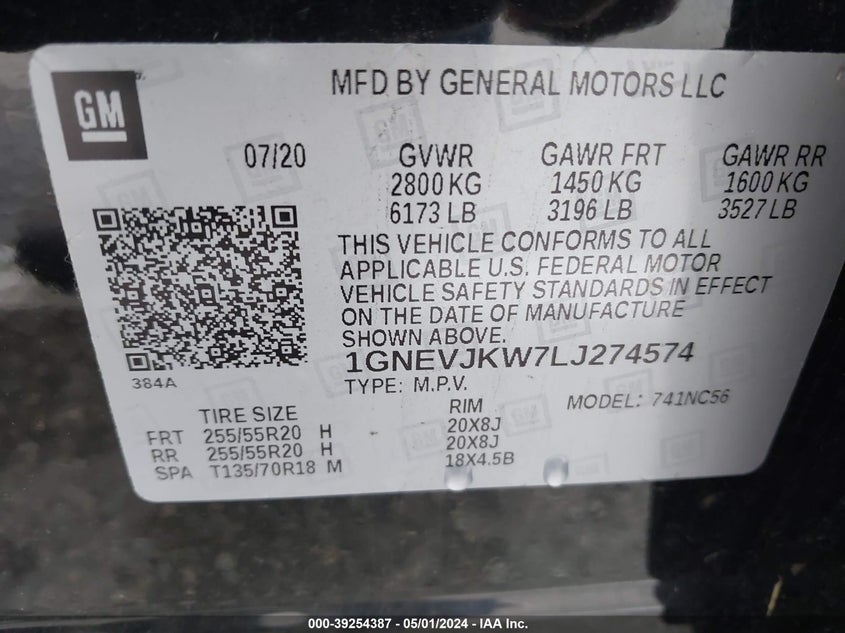 GM
MFD BY GENERAL MOTORS LLC
07/20 GVWR GAWR FRT GAWR RR
2800 KG 1450 KG 1600 KG
6173 LB 3196 LB 3527 LB
THIS VEHICLE CONFORMS TO ALL
APPLICABLE U.S. FEDERAL MOTOR
VEHICLE SAFETY STANDARDS IN EFFECT
ON THE DATE OF MANUFACTURE
SHOWN ABOVE.
1GNEVJKW7LJ274574
384A
TYPE: M.P.V.
MODEL: 741NC56
TIRE SIZE RIM
FRT 255/55R20 H 20X8J
RR 255/55R20 H 20X8J
SPA T135/70R18 M 18X4.5B
000-39254387 - 05/01/2024 - IAA Inc.